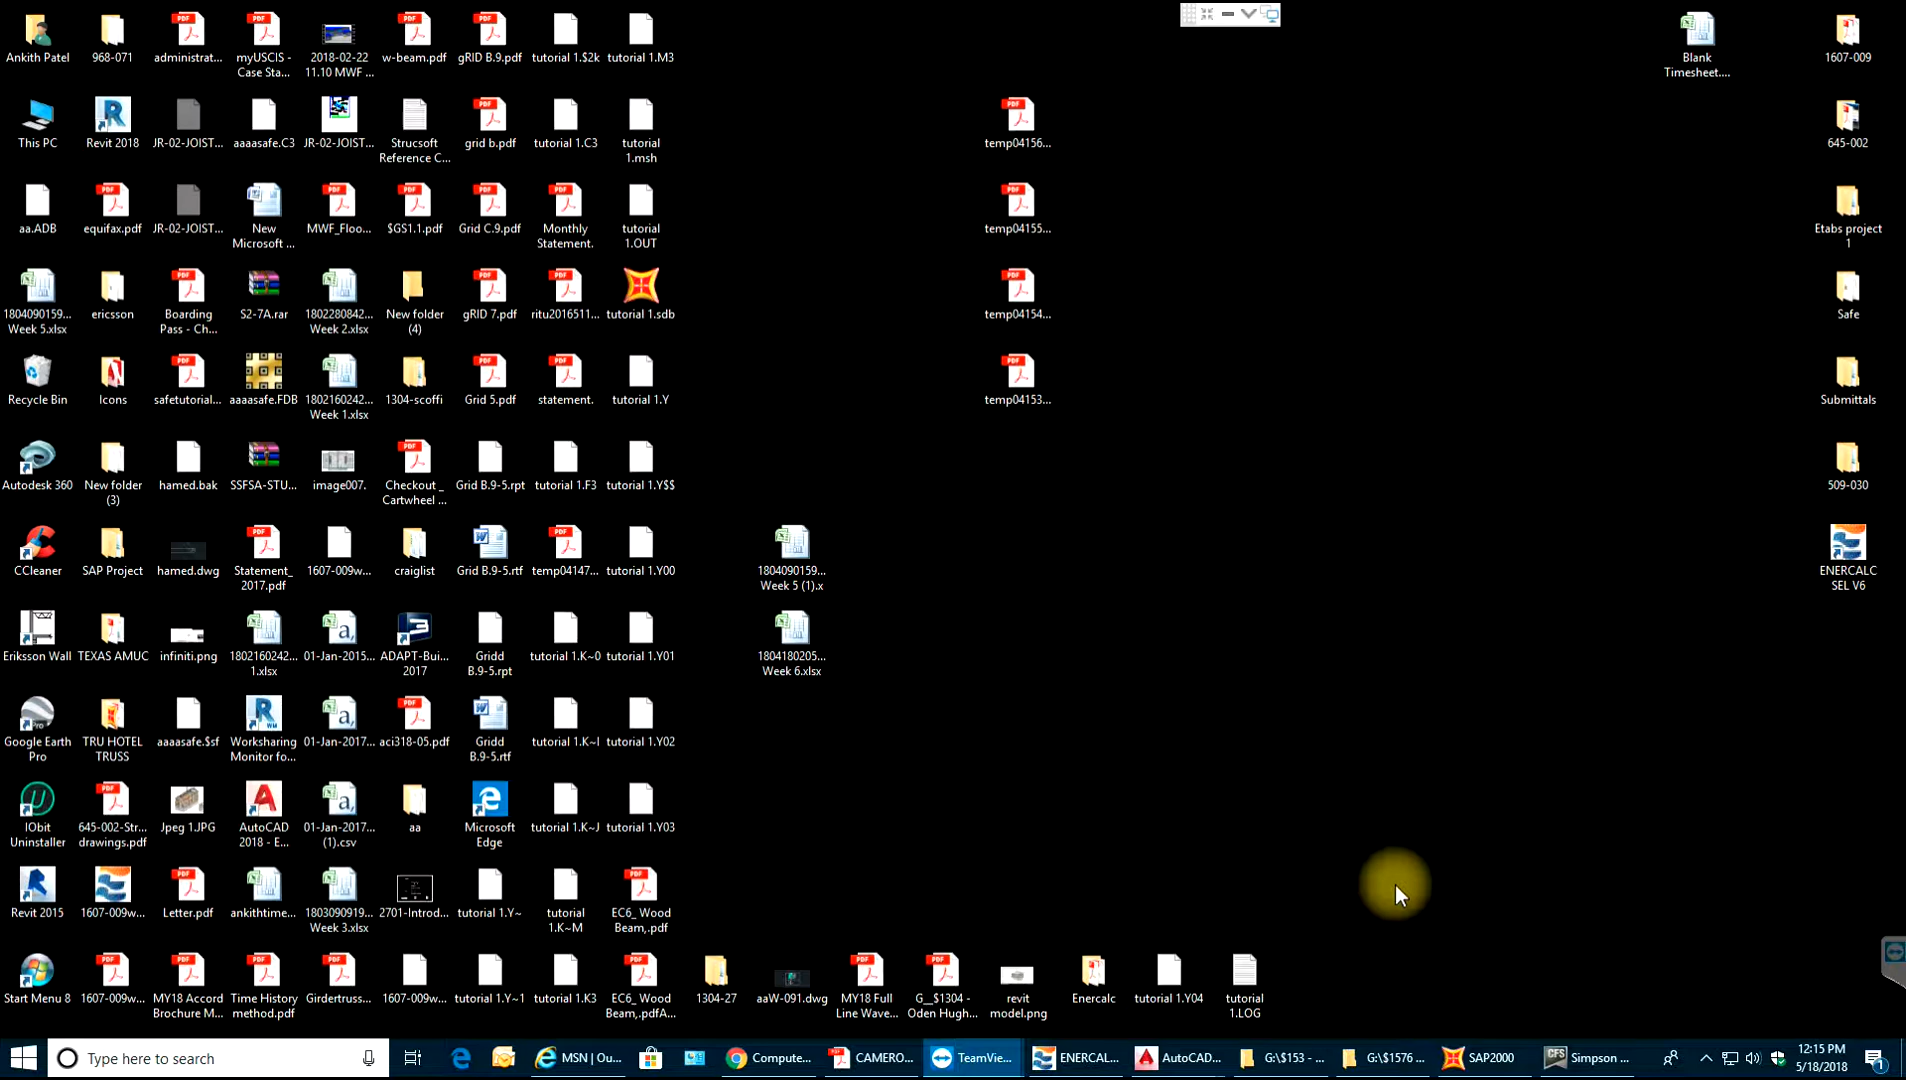 Ankith Patel
968-071
administrat...
myUSCIS -
Case Sta...
2018-02-22
11.10 MWF ...
w-beam.pdf
gRID B.9.pdf
tutorial 1.$2k
tutorial 1.M3
Blank
Timesheet....
1607-009
This PC
Revit 2018
JR-02-JOIST...
aaaasafe.C3
JR-02-JOIST...
Strucsoft
Reference C...
grid b.pdf
tutorial 1.C3
tutorial
1.msh
temp04156...
645-002
aa.ADB
equifax.pdf
JR-02-JOIST...
New
Microsoft ...
MWF_Floo...
$GS1.1.pdf
Grid C.9.pdf
Monthly
Statement.
tutorial
1.OUT
temp04155...
Etabs project
1
1804090159...
Week 5.xlsx
ericsson
Boarding
Pass - Ch...
S2-7A.rar
1802280842...
Week 2.xlsx
New folder
(4)
gRID 7.pdf
ritu2016511...
tutorial 1.sdb
temp04154...
Safe
Recycle Bin
Icons
safetutorial...
aaaasafe.FDB
1802160242...
Week 1.xlsx
1304-scoffi
Grid 5.pdf
statement.
tutorial 1.Y
temp04153...
Submittals
Autodesk 360
New folder
(3)
hamed.bak
SSFSA-STU...
image007.
Checkout _
Cartwheel ...
Grid B.9-5.rpt
tutorial 1.F3
tutorial 1.Y$$
509-030
CCleaner
SAP Project
hamed.dwg
Statement_
2017.pdf
1607-009w...
craiglist
Grid B.9-5.rtf
temp04147...
tutorial 1.Y00
1804090159...
Week 5 (1).x
ENERCALC
SEL V6
Eriksson Wall
TEXAS AMUC
infiniti.png
1802160242...
1.xlsx
01-Jan-2015...
ADAPT-Bui...
2017
Gridd
B.9-5.rpt
tutorial 1.K~0
tutorial 1.Y01
1804180205...
Week 6.xlsx
Google Earth
Pro
TRU HOTEL
TRUSS
aaaasafe.$sf
Worksharing
Monitor fo...
01-Jan-2017...
aci318-05.pdf
Gridd
B.9-5.rtf
tutorial 1.K~I
tutorial 1.Y02
IObit
Uninstaller
645-002-Str...
drawings.pdf
Jpeg 1.JPG
AutoCAD
2018 - E...
01-Jan-2017...
(1).csv
aa
Microsoft
Edge
tutorial 1.K~J
tutorial 1.Y03
Revit 2015
1607-009w...
Letter.pdf
ankithtime...
1803090919...
Week 3.xlsx
2701-Introd...
tutorial 1.Y~
tutorial
1.K~M
EC6_ Wood
Beam,.pdf
Start Menu 8
1607-009w...
MY18 Accord
Brochure M...
Time History
method.pdf
Girdertruss...
1607-009w...
tutorial 1.Y~1
tutorial 1.K3
EC6_ Wood
Beam,.pdfA...
1304-27
aaW-091.dwg
MY18 Full
Line Wave...
G__$1304 -
Oden Hugh...
revit
model.png
Enercalc
tutorial 1.Y04
tutorial
1.LOG
Type here to search
MSN | Ou...
Compute...
CAMERO...
TeamVie...
ENERCAL...
AutoCAD...
G:\$153 - ...
G:\$1576 ...
SAP2000
CFS
Simpson ...
12:15 PM
5/18/2018
1